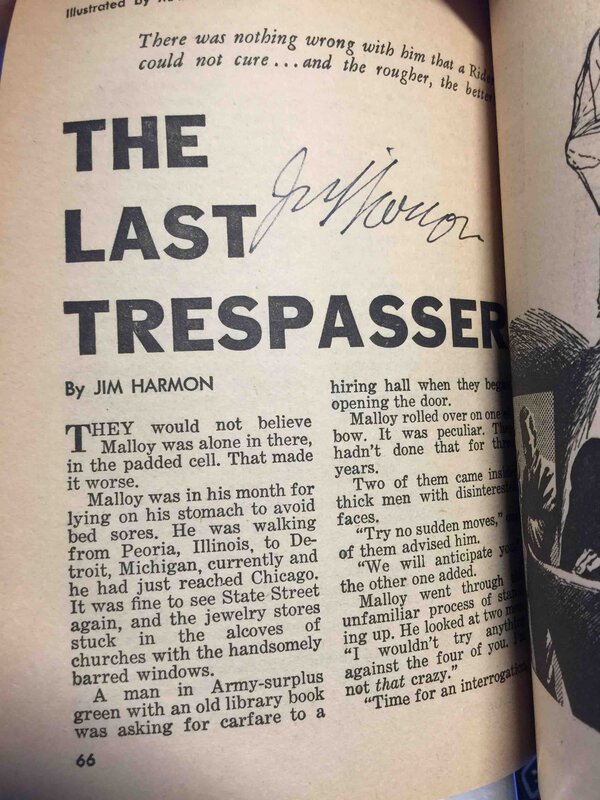 Illustrated by
There was nothing wrong with him that a
could not cure ... and the rougher, the better
THE
LAST
TRESPASSER
Jim Harmon
By JIM HARMON
THEY would not believe
Malloy was alone in there,
in the padded cell. That made
it worse.
Malloy was in his month for
lying on his stomach to avoid
bed sores. He was walking
from Peoria, Illinois, to De-
troit, Michigan, currently and
he had just reached Chicago.
It was fine to see State Street
again, and the jewelry stores
stuck in the alcoves of
churches with the handsomely
barred windows.
A man in Army-surplus
green with an old library book
was asking for carfare to a
hiring hall when they
opening the door.
Malloy rolled over on one
bow. It was peculiar.
hadn't done that for
years.
Two of them came
thick men with
faces.
"Try no sudden moves,"
of them advised him.
"We will anticipate
the other one added.
Malloy went through
unfamiliar process of
ing up. He looked at two
"I wouldn't try
against the four of you.
not that crazy."
"Time for an
66